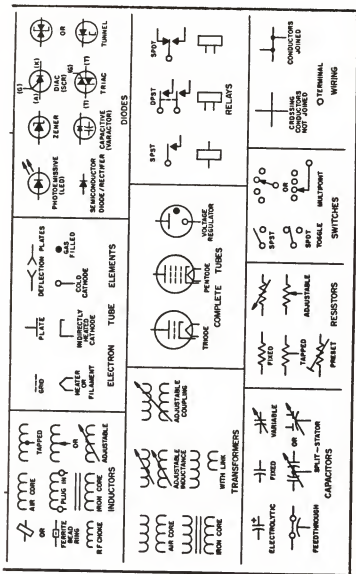 OR
FERRITE
BEAD
RING
RF CHOKE
AIR CORE
PLUG IN
IRON CORE
TAPPED
OR
ADJUSTABLE
INDUCTORS
GRID
HEATER
OR
FILAMENT
PLATE
INDIRECTLY
HEATED
CATHODE
DEFLECTION PLATES
COLD
CATHODE
GAS
FILLED
ELECTRON TUBE ELEMENTS
PHOTOEMISSIVE
(LED)
SEMICONDUCTOR
DIODE/RECTIFIER
ZENER
CAPACITIVE
(VARACTOR)
(G)
(A)
(K)
DIAC
(SCR)
(G)
(T)
(T)
TRIAC
OR
TUNNEL
DIODES
AIR CORE
IRON CORE
ADJUSTABLE
INDUCTANCE
WITH LINK
ADJUSTABLE
COUPLING
TRANSFORMERS
TRIODE
PENTODE
VOLTAGE
REGULATOR
COMPLETE TUBES
SPST
DPST
SPDT
RELAYS
ELECTROLYTIC
FEEDTHROUGH
FIXED
VARIABLE
OR
SPLIT-STATOR
CAPACITORS
FIXED
TAPPED
PRESET
ADJUSTABLE
RESISTORS
SPST
SPDT
TOGGLE
OR
MULTIPOINT
SWITCHES
CROSSING
CONDUCTORS
NOT JOINED
CONDUCTORS
JOINED
TERMINAL
WIRING